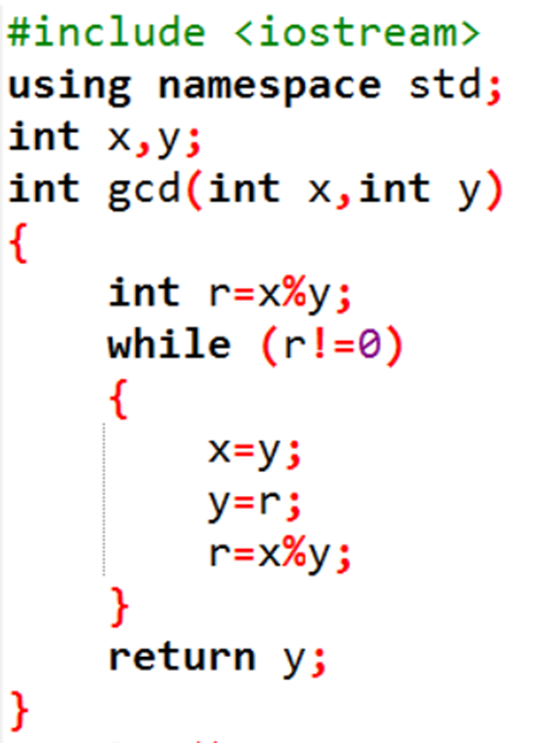 #include <iostream>
using namespace std;
int x,y;
int gcd(int x,int y)
{
int r=x%y;
while (r!=0)
{
x=y;
y=r;
r=x%y;
}
return y;
}